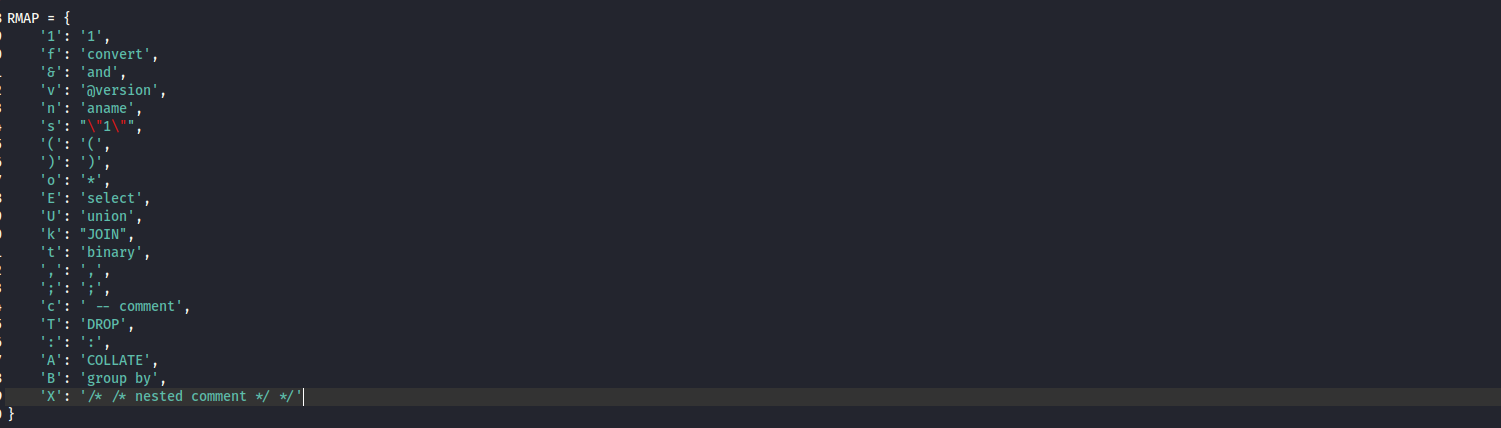 RMAP = {
    '1': '1',
    'f': 'convert',
    '&': 'and',
    'v': '@version',
    'n': 'aname',
    's': "\"1\"",
    '(': '(',
    ')': ')',
    'o': '*',
    'E': 'select',
    'U': 'union',
    'k': "JOIN",
    't': 'binary',
    ',': ',',
    ';': ';',
    'c': ' -- comment',
    'T': 'DROP',
    ':': ':',
    'A': 'COLLATE',
    'B': 'group by',
    'X': '/* /* nested comment */ */'
}